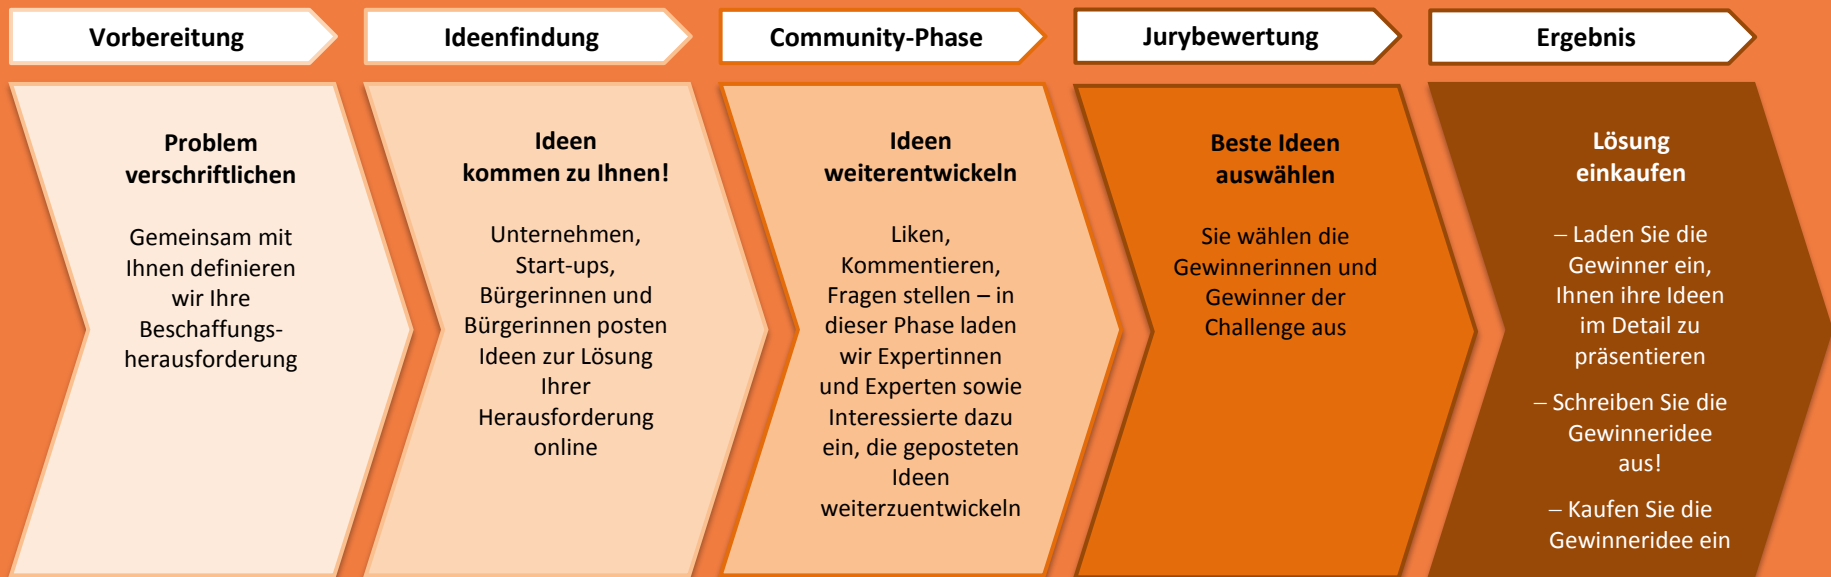 Vorbereitung
Ideenfindung
Community-Phase
Jurybewertung
Ergebnis
Problem
verschriftlichen
Gemeinsam mit
Ihnen definieren
wir Ihre
Beschaffungs-
herausforderung
Ideen
kommen zu Ihnen!
Unternehmen,
Start-ups,
Bürgerinnen und
Bürgerinnen posten
Ideen zur Lösung
Ihrer
Herausforderung
online
Ideen
weiterentwickeln
Liken,
Kommentieren,
Fragen stellen – in
dieser Phase laden
wir Expertinnen
und Experten sowie
Interessierte dazu
ein, die geposteten
Ideen
weiterzuentwickeln
Beste Ideen
auswählen
Sie wählen die
Gewinnerinnen und
Gewinner der
Challenge aus
Lösung
einkaufen
– Laden Sie die
Gewinner ein,
Ihnen ihre Ideen
im Detail zu
präsentieren
– Schreiben Sie die
Gewinneridee
aus!
– Kaufen Sie die
Gewinneridee ein